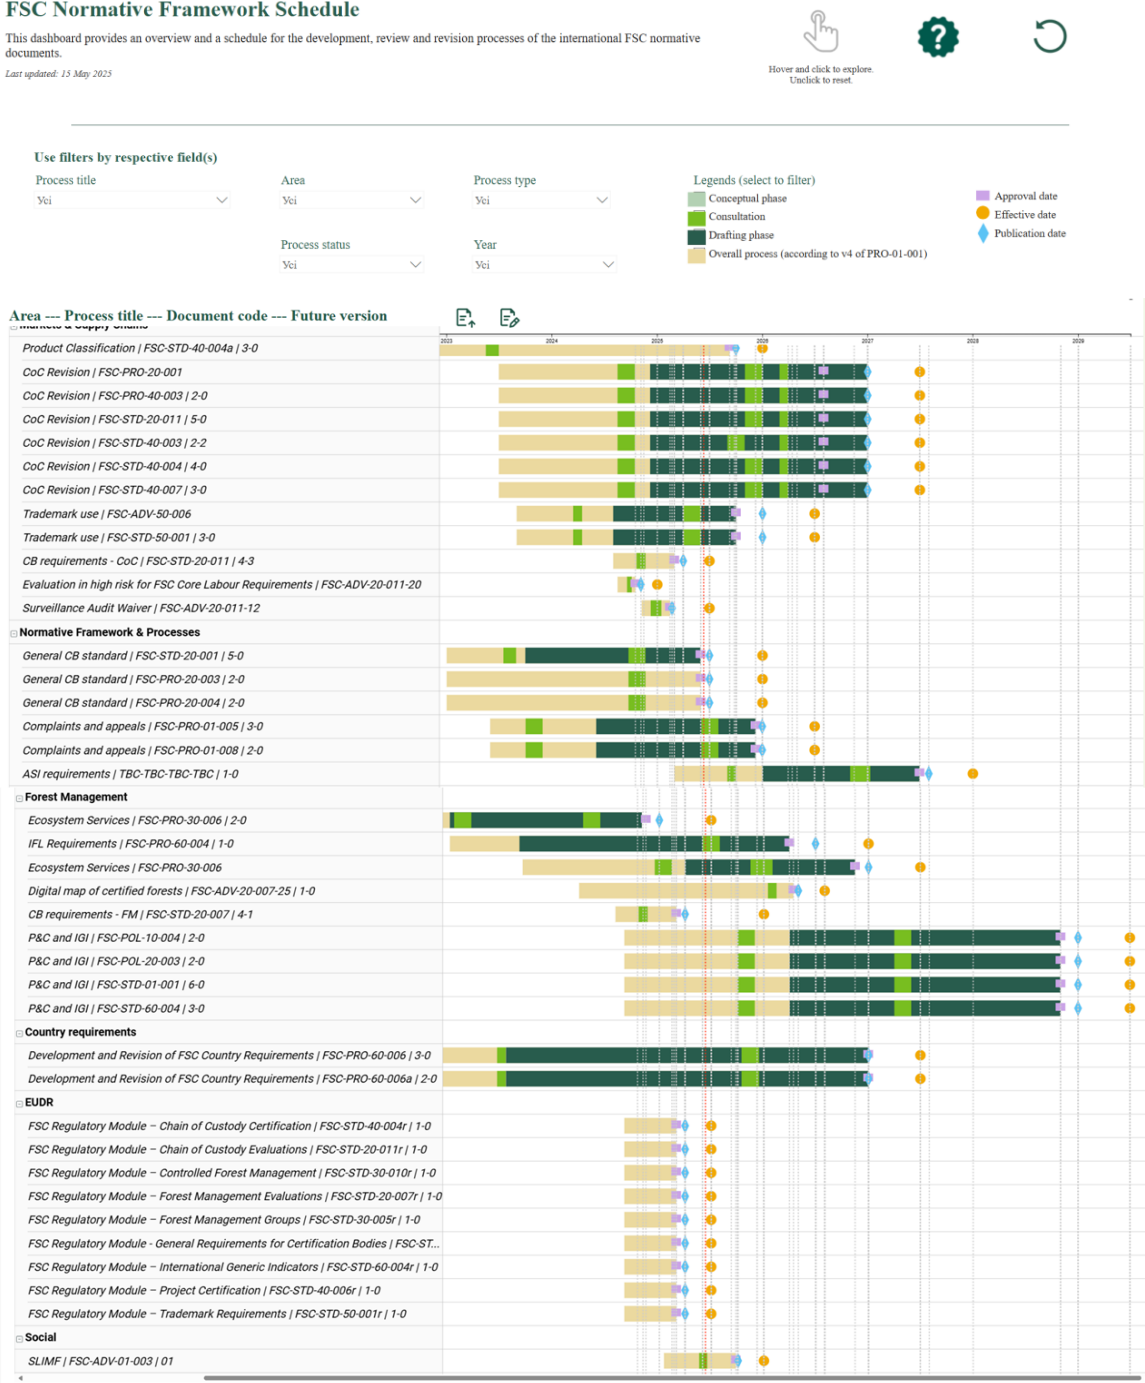 FSC Normative Framework Schedule
This dashboard provides an overview and a schedule for the development, review and revision processes of the international FSC normative
documents.
Last updated: 15 May 2025
Hover and click to explore.
Unclick to reset.
?
Use filters by respective field(s)
Process title
Усі
Area
Усі
Process type
Усі
Process status
Усі
Year
Усі
Legends (select to filter)
Conceptual phase
Consultation
Drafting phase
Overall process (according to v4 of PRO-01-001)
Approval date
Effective date
Publication date
Area --- Process title --- Document code --- Future version
Markets & Supply Chains
2023 2024 2025 2026 2027 2028 2029
Product Classification | FSC-STD-40-004a | 3-0
CoC Revision | FSC-PRO-20-001
CoC Revision | FSC-PRO-40-003 | 2-0
CoC Revision | FSC-STD-20-011 | 5-0
CoC Revision | FSC-STD-40-003 | 2-2
CoC Revision | FSC-STD-40-004 | 4-0
CoC Revision | FSC-STD-40-007 | 3-0
Trademark use | FSC-ADV-50-006
Trademark use | FSC-STD-50-001 | 3-0
CB requirements - CoC | FSC-STD-20-011 | 4-3
Evaluation in high risk for FSC Core Labour Requirements | FSC-ADV-20-011-20
Surveillance Audit Waiver | FSC-ADV-20-011-12
Normative Framework & Processes
General CB standard | FSC-STD-20-001 | 5-0
General CB standard | FSC-PRO-20-003 | 2-0
General CB standard | FSC-PRO-20-004 | 2-0
Complaints and appeals | FSC-PRO-01-005 | 3-0
Complaints and appeals | FSC-PRO-01-008 | 2-0
ASI requirements | TBC-TBC-TBC-TBC | 1-0
Forest Management
Ecosystem Services | FSC-PRO-30-006 | 2-0
IFL Requirements | FSC-PRO-60-004 | 1-0
Ecosystem Services | FSC-PRO-30-006
Digital map of certified forests | FSC-ADV-20-007-25 | 1-0
CB requirements - FM | FSC-STD-20-007 | 4-1
P&C and IGI | FSC-POL-10-004 | 2-0
P&C and IGI | FSC-POL-20-003 | 2-0
P&C and IGI | FSC-STD-01-001 | 6-0
P&C and IGI | FSC-STD-60-004 | 3-0
Country requirements
Development and Revision of FSC Country Requirements | FSC-PRO-60-006 | 3-0
Development and Revision of FSC Country Requirements | FSC-PRO-60-006a | 2-0
EUDR
FSC Regulatory Module – Chain of Custody Certification | FSC-STD-40-004r | 1-0
FSC Regulatory Module – Chain of Custody Evaluations | FSC-STD-20-011r | 1-0
FSC Regulatory Module – Controlled Forest Management | FSC-STD-30-010r | 1-0
FSC Regulatory Module – Forest Management Evaluations | FSC-STD-20-007r | 1-0
FSC Regulatory Module – Forest Management Groups | FSC-STD-30-005r | 1-0
FSC Regulatory Module - General Requirements for Certification Bodies | FSC-ST...
FSC Regulatory Module – International Generic Indicators | FSC-STD-60-004r | 1-0
FSC Regulatory Module – Project Certification | FSC-STD-40-006r | 1-0
FSC Regulatory Module – Trademark Requirements | FSC-STD-50-001r | 1-0
Social
SLIMF | FSC-ADV-01-003 | 01